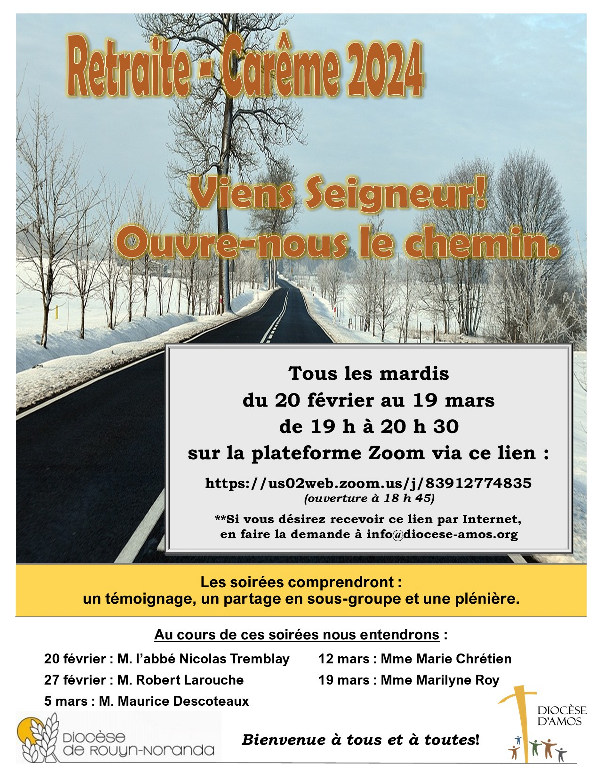 Retraite - Carême 2024
Viens Seigneur!
Ouvre-nous le chemin.
Tous les mardis
du 20 février au 19 mars
de 19 h à 20 h 30
sur la plateforme Zoom via ce lien :
https://us02web.zoom.us/j/83912774835
(ouverture à 18 h 45)
**Si vous désirez recevoir ce lien par Internet,
en faire la demande à info@diocese-amos.org
Les soirées comprendront :
un témoignage, un partage en sous-groupe et une plénière.
Au cours de ces soirées nous entendrons :
20 février : M. l'abbé Nicolas Tremblay
27 février : M. Robert Larouche
5 mars : M. Maurice Descoteaux
12 mars : Mme Marie Chrétien
19 mars : Mme Marilyne Roy
DIOCÈSE
DE ROUYN-NORANDA
Bienvenue à tous et à toutes!
DIOCÈSE
D'AMOS